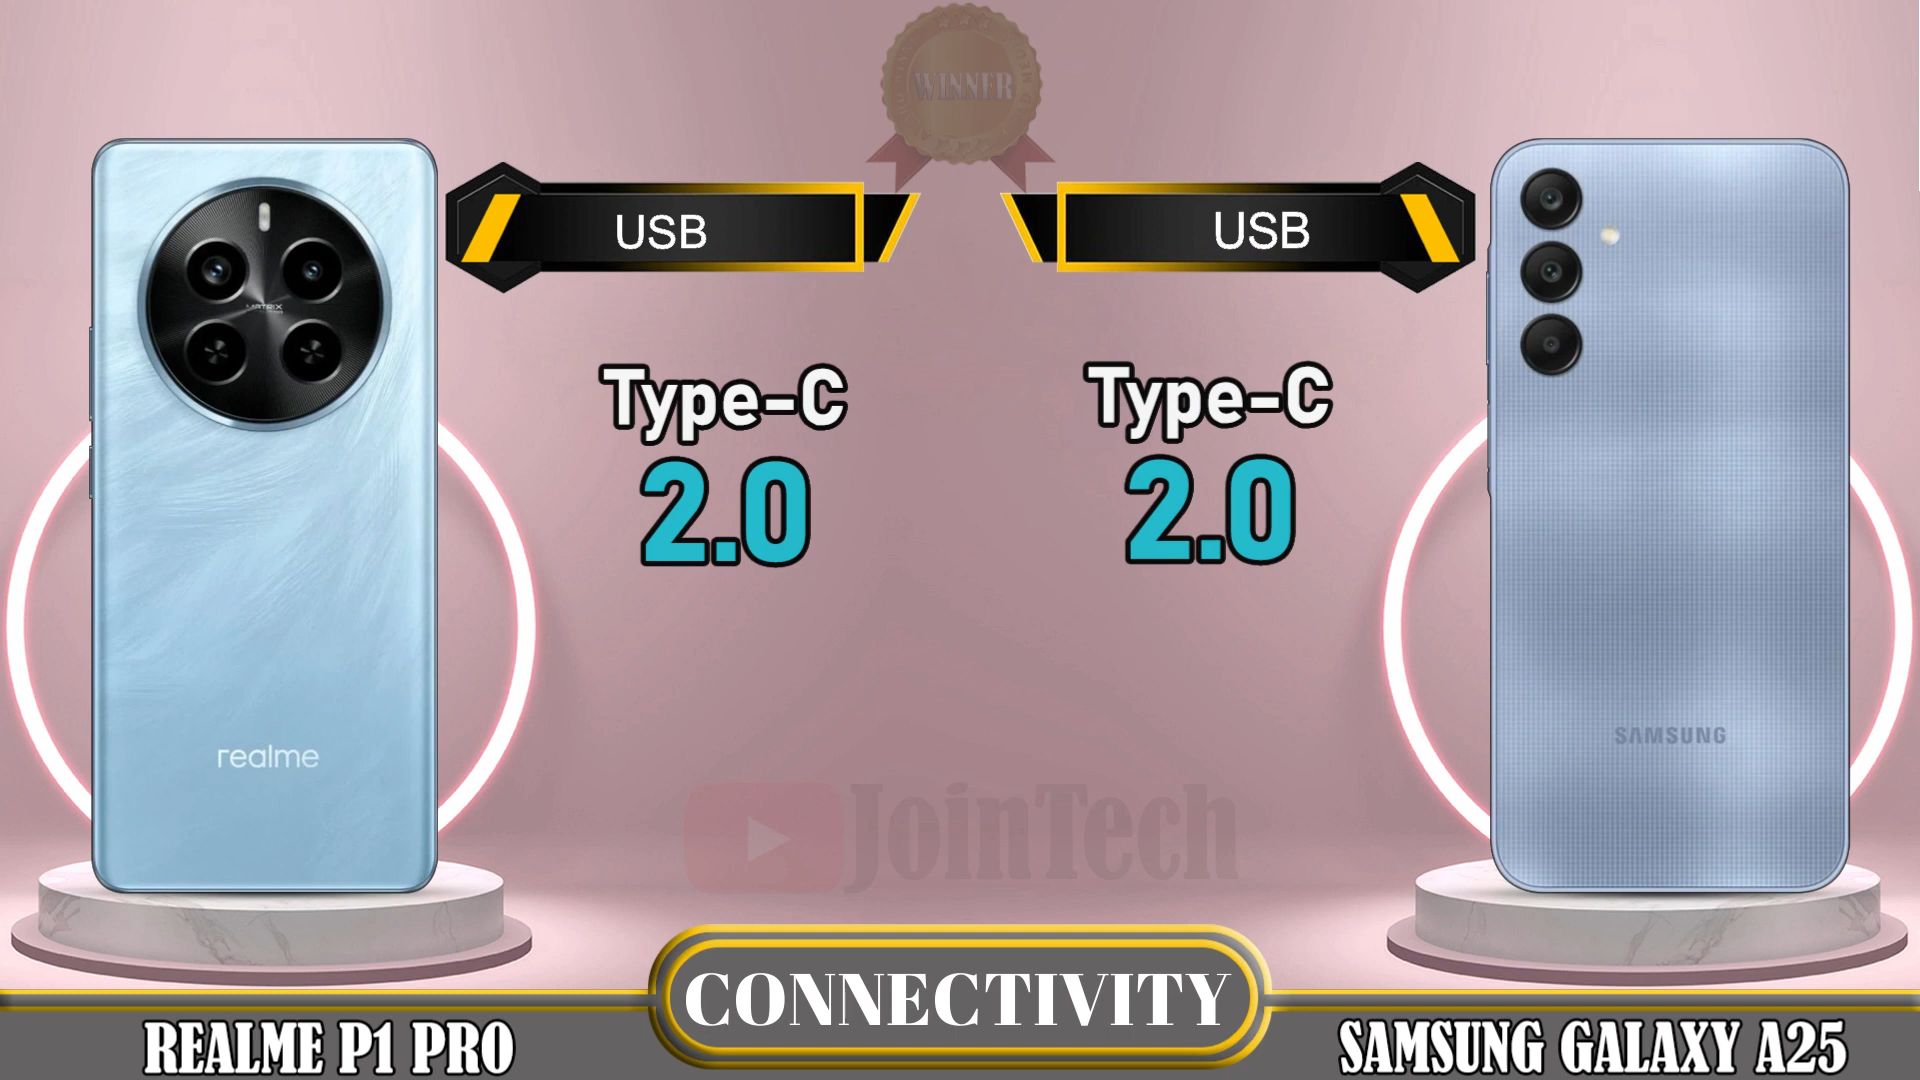 WINNER
USB
USB
MATRIX
Type-C
2.0
Type-C
2.0
realme
SAMSUNG
JoinTech
CONNECTIVITY
REALME P1 PRO
SAMSUNG GALAXY A25